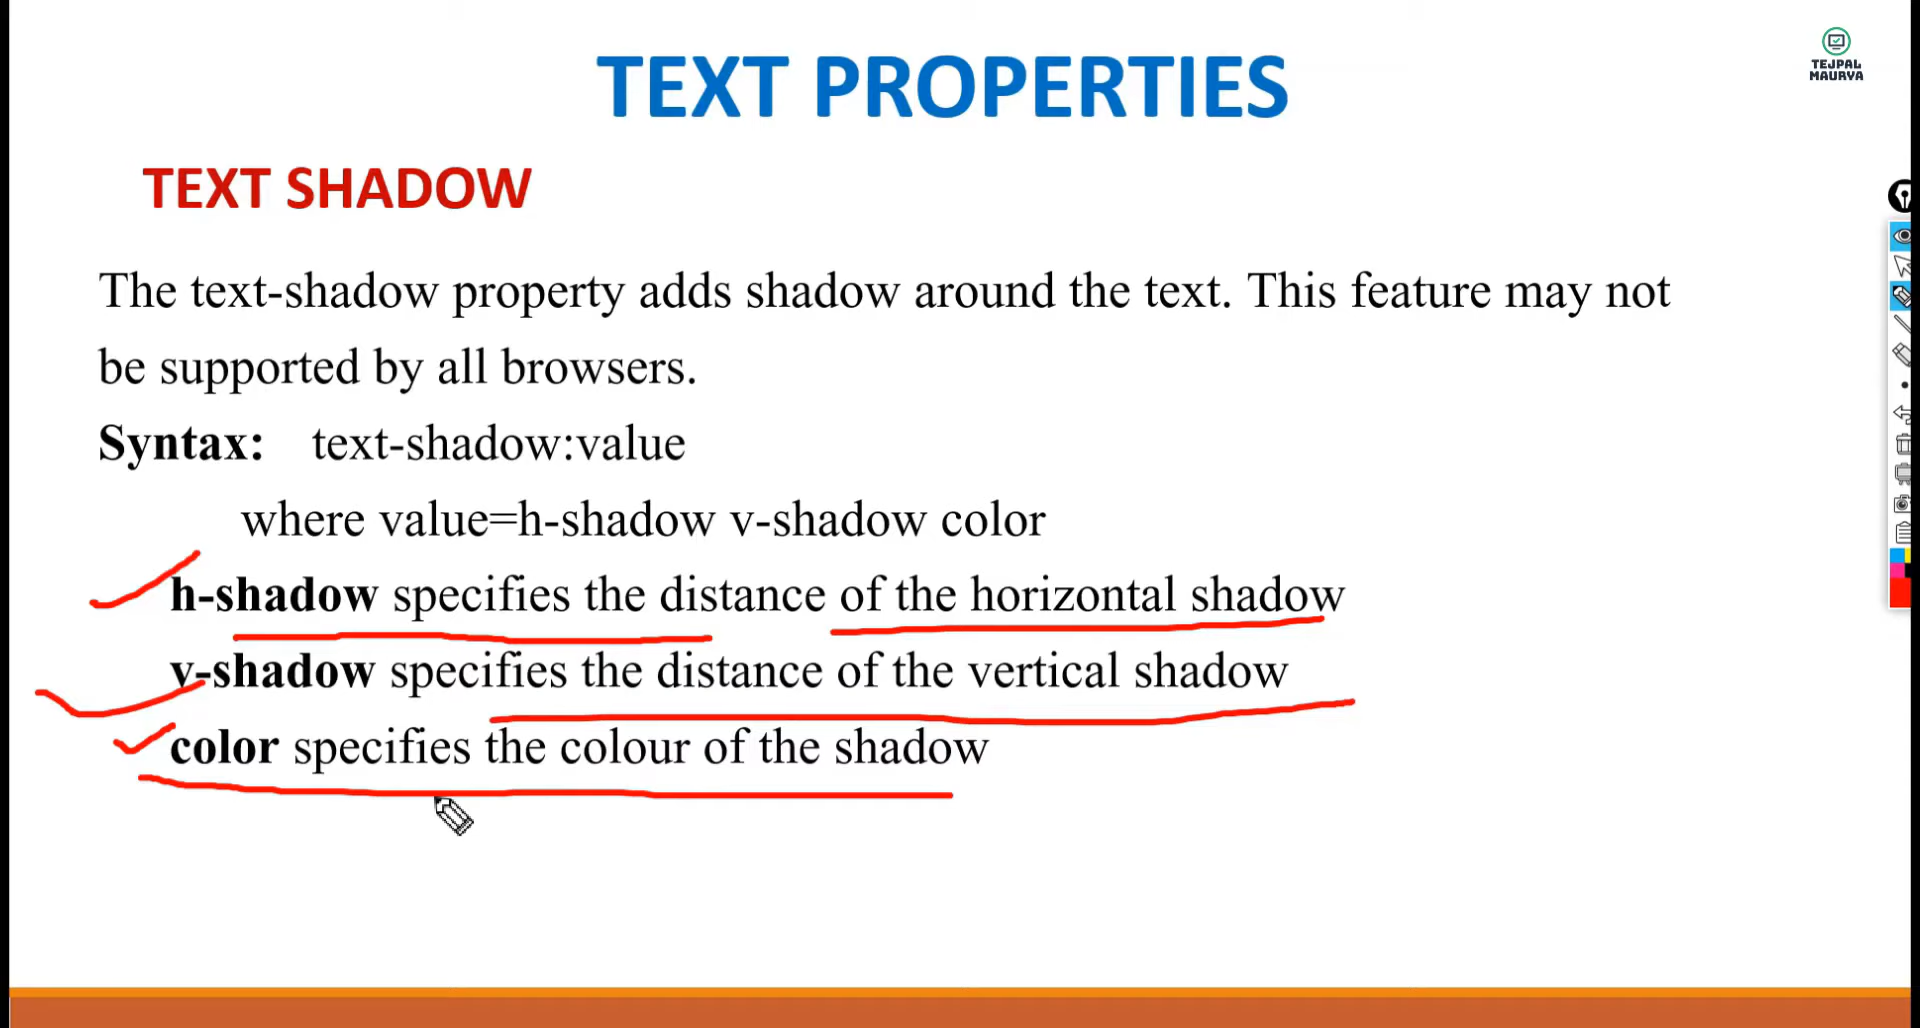 TEXT PROPERTIES
TEJPAL
MAURYA
TEXT SHADOW
The text-shadow property adds shadow around the text. This feature may not
be supported by all browsers.
Syntax: text-shadow:value
where value=h-shadow v-shadow color
h-shadow specifies the distance of the horizontal shadow
v-shadow specifies the distance of the vertical shadow
color specifies the colour of the shadow